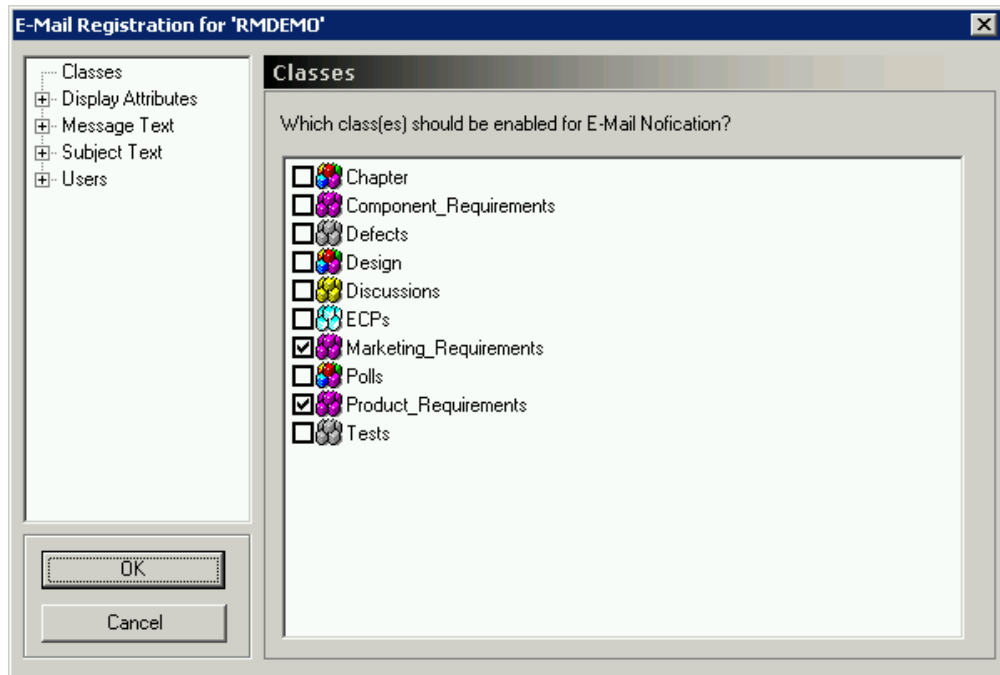 E-Mail Registration for 'RMDEMO'
Classes
Display Attributes
Message Text
Subject Text
Users
OK
Cancel
Classes
Which class(es) should be enabled for E-Mail Nofication?
Chapter
Component_Requirements
Defects
Design
Discussions
ECPs
Marketing_Requirements
Polls
Product_Requirements
Tests